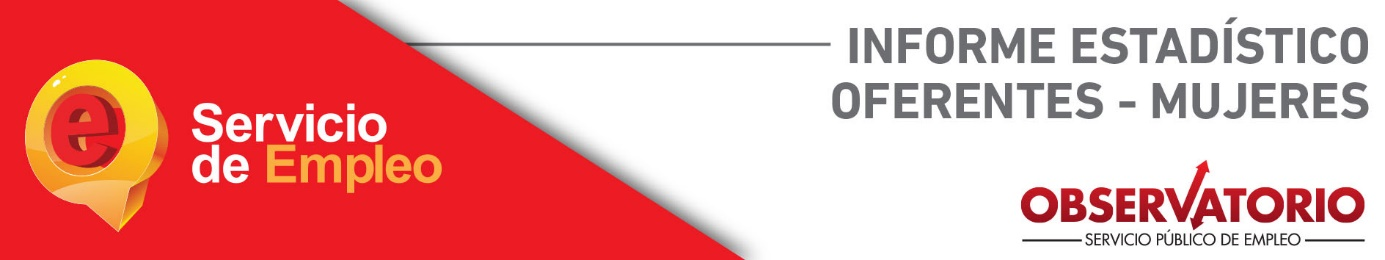 e
Servicio
de Empleo
INFORME ESTADÍSTICO
OFERENTES - MUJERES
OBSERVATORIO
SERVICIO PÚBLICO DE EMPLEO